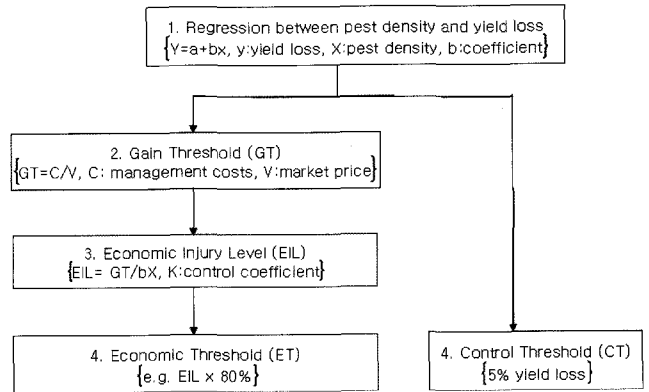 1. Regression between pest density and yield loss
{Y=a+bx, y:yield loss, X:pest density, b:coefficient}
2. Gain Threshold (GT)
{GT=C/V, C: management costs, V:market price}
3. Economic Injury Level (EIL)
{EIL= GT/bX, K:control coefficient}
4. Economic Threshold (ET)
{e.g. EIL x 80%}
4. Control Threshold (CT)
{5% yield loss}